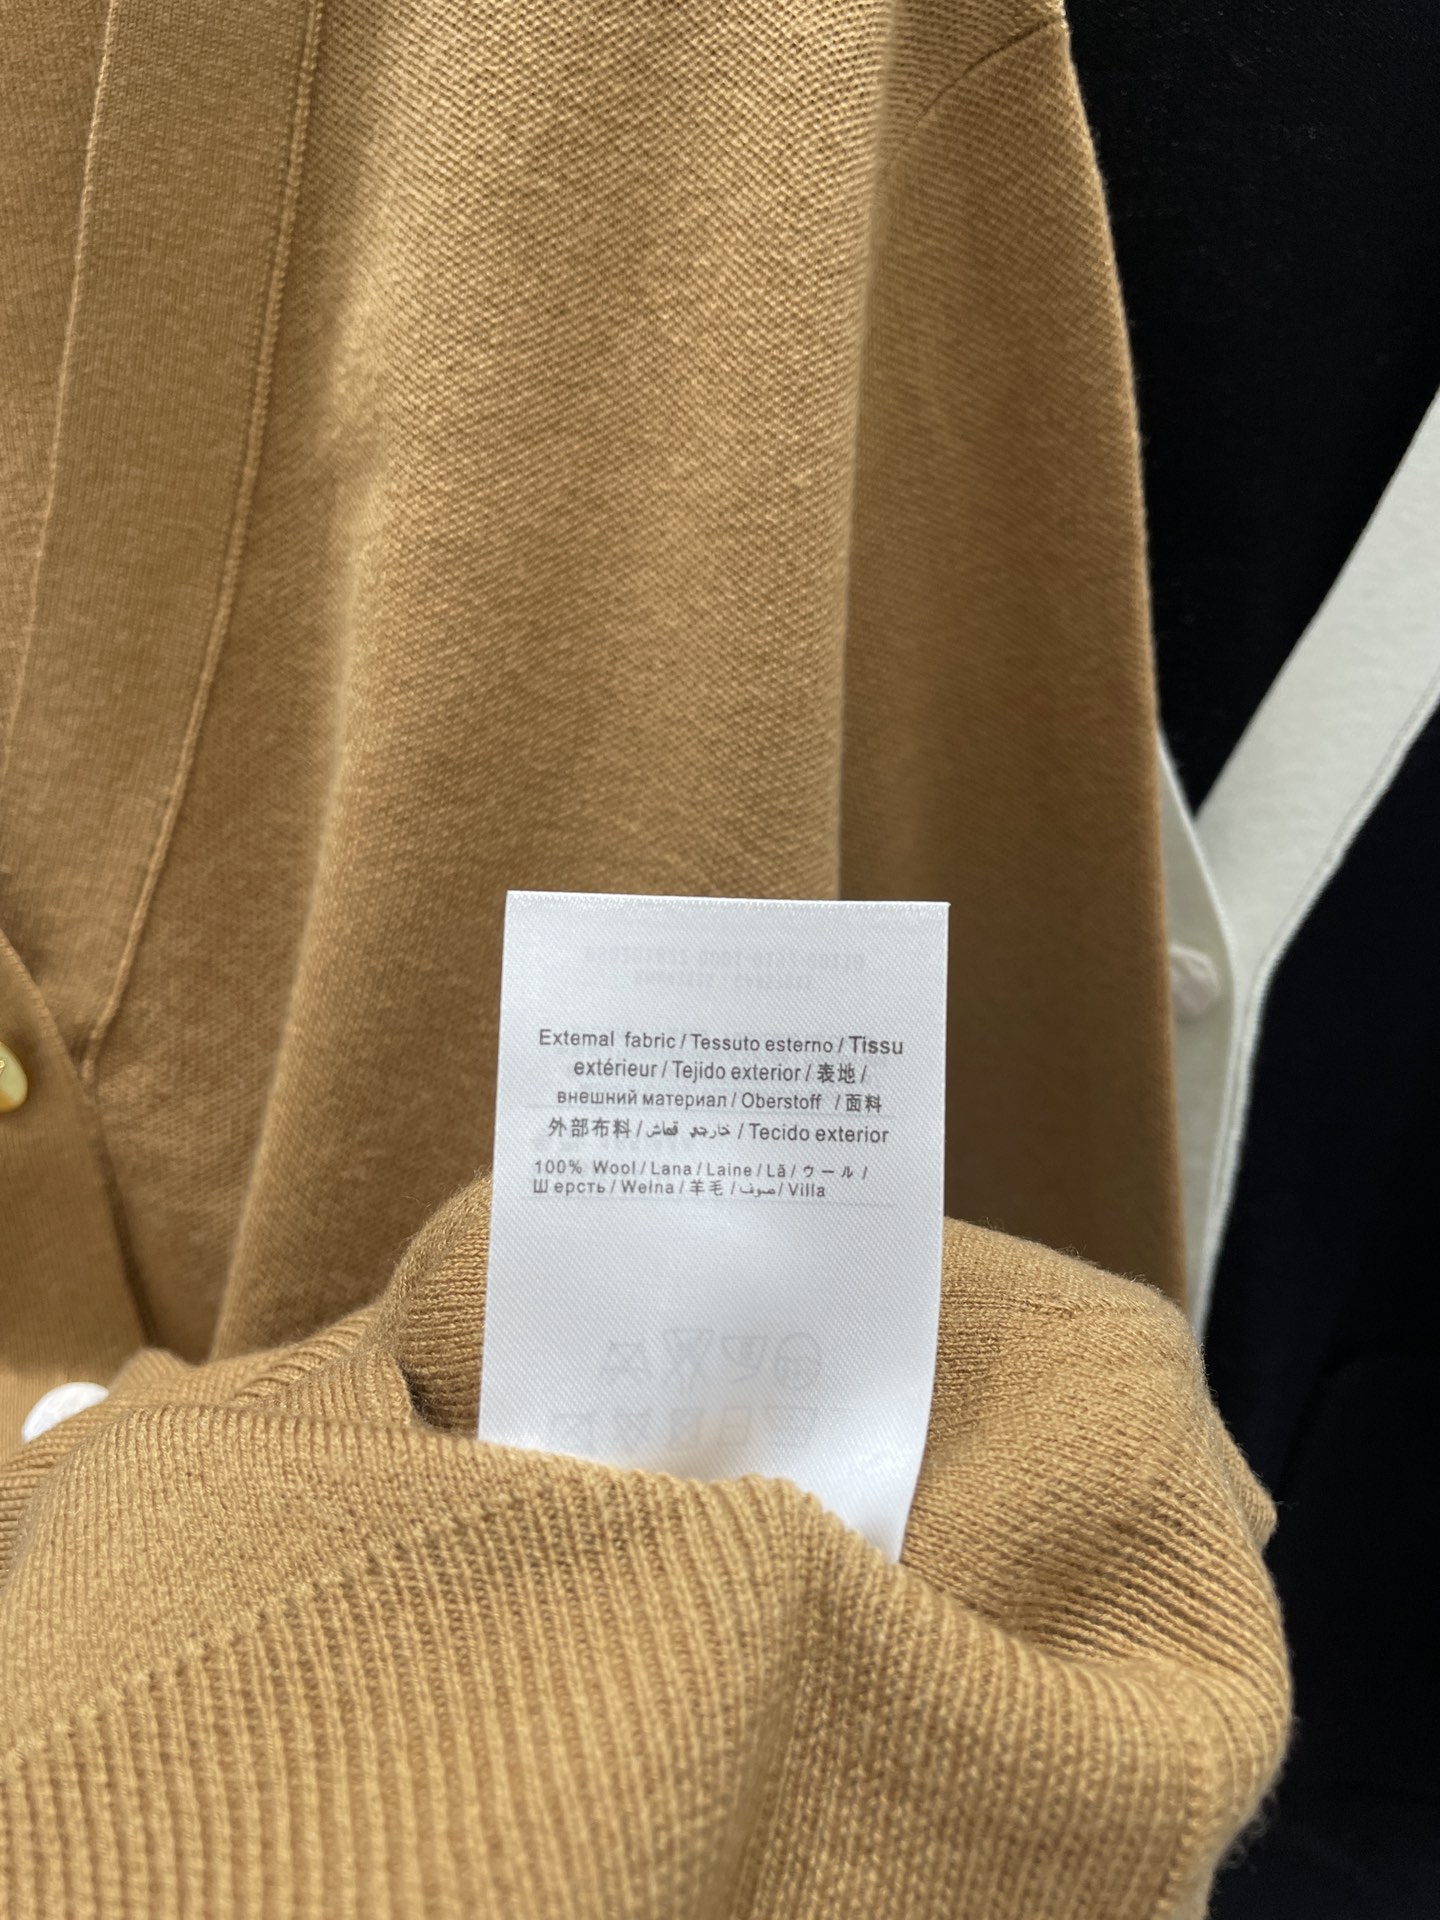 Extemal fabric / Tessuto esterno / Tissu
extérieur / Tejido exterior / 表地 /
внешний материал / Oberstoff / 面料
外部布料 / خارجي قماش / Tecido exterior
100% Wool / Lana / Laine / Lã / ウール /
Шерсть / Wełna / 羊毛 / صوف / Villa